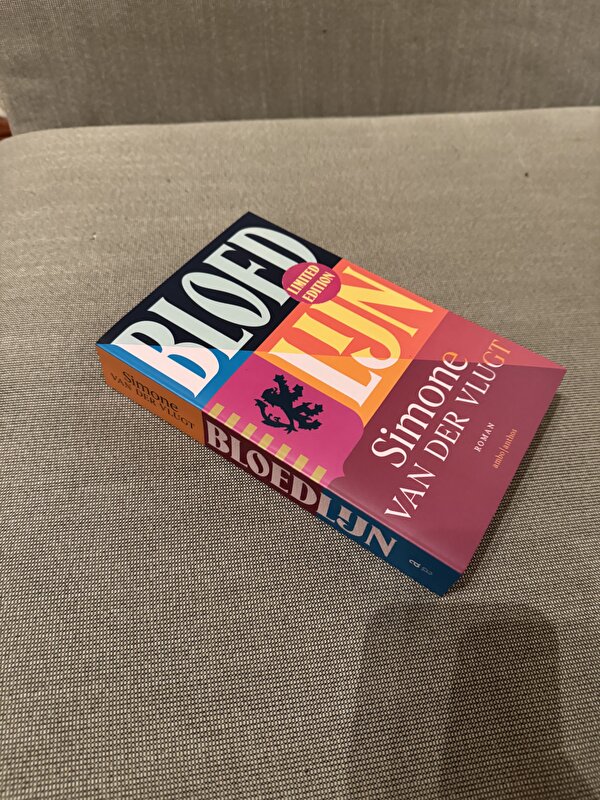 BLOED
LIMITED
EDITION
LIJN
Simone
VAN DER VLUGT
ROMAN
ambo|anthos
Simone
VAN DER VLUGT
BLOEDLIJN